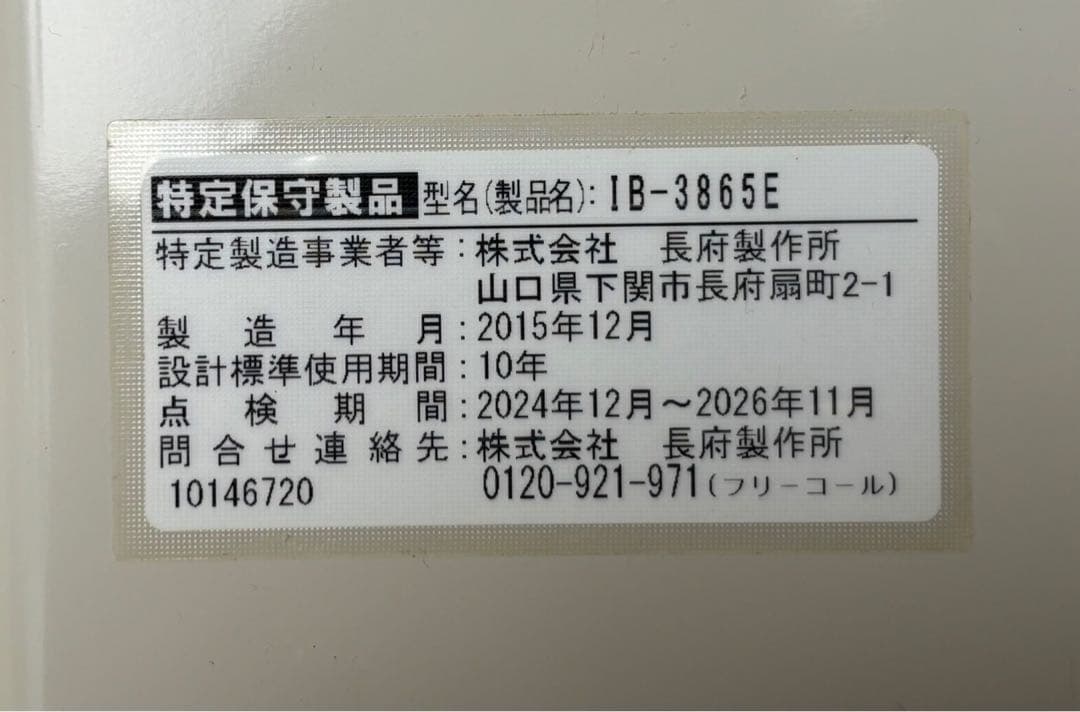 特定保守製品 型名(製品名):IB-3865E
特定製造事業者等:株式会社 長府製作所
山口県下関市長府扇町2-1
製造年月:2015年12月
設計標準使用期間:10年
点検期間:2024年12月～2026年11月
問合せ連絡先:株式会社 長府製作所
10146720 0120-921-971(フリーコール)